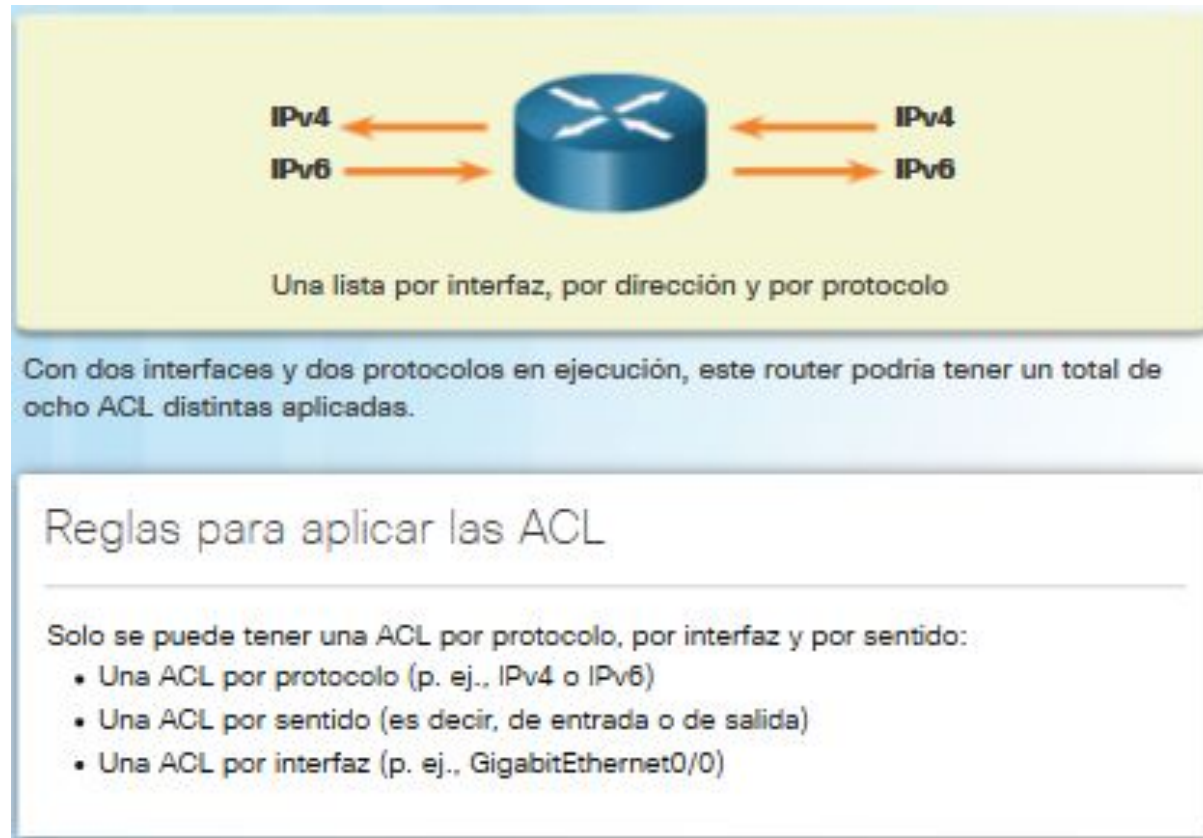 IPv4 IPv4
IPv6 IPv6
Una lista por interfaz, por dirección y por protocolo
Con dos interfaces y dos protocolos en ejecución, este router podria tener un total de
ocho ACL distintas aplicadas.
Reglas para aplicar las ACL
Solo se puede tener una ACL por protocolo, por interfaz y por sentido:
• Una ACL por protocolo (p. ej., IPv4 o IPv6)
• Una ACL por sentido (es decir, de entrada o de salida)
• Una ACL por interfaz (p. ej., GigabitEthernet0/0)